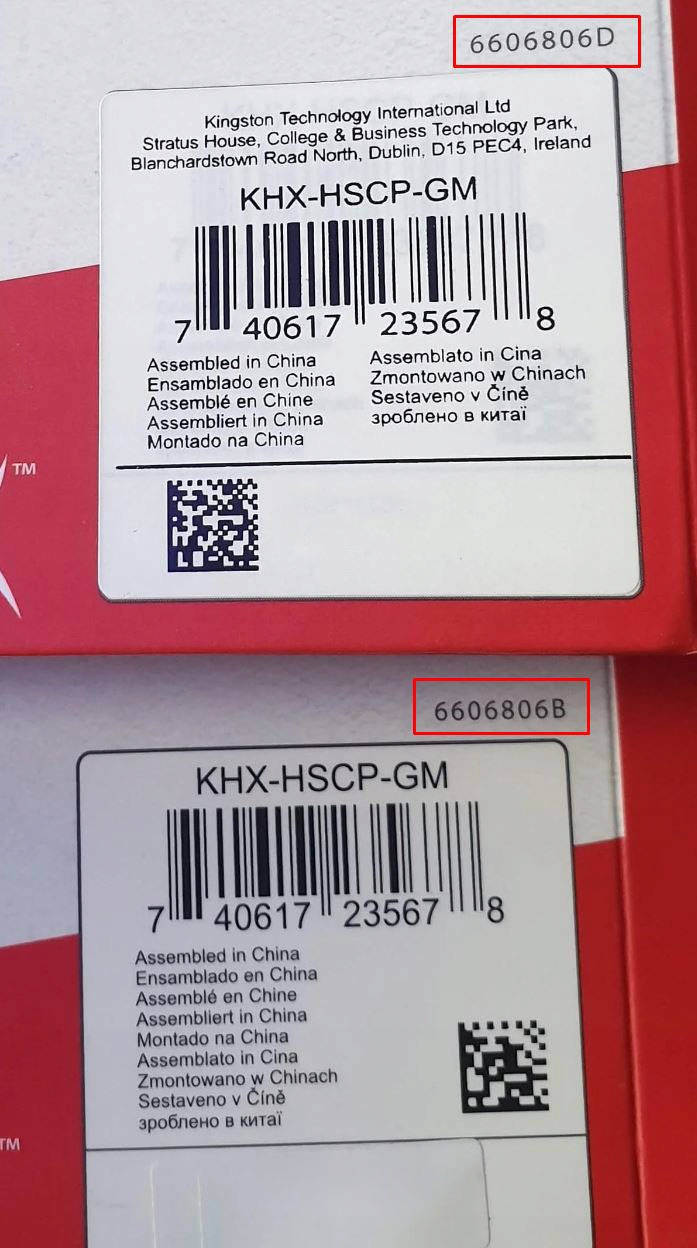 6606806D
Kingston Technology International Ltd
Stratus House, College & Business Technology Park,
Blanchardstown Road North, Dublin, D15 PEC4, Ireland
KHX-HSCP-GM
7 40617 23567 8
Assembled in China
Ensamblado en China
Assemblé en Chine
Assembliert in China
Montado na China
Assemblato in Cina
Zmontowano w Chinach
Sestaveno v Číně
зроблено в китаї
TM
6606806B
KHX-HSCP-GM
7 40617 23567 8
Assembled in China
Ensamblado en China
Assemblé en Chine
Assembliert in China
Montado na China
Assemblato in Cina
Zmontowano w Chinach
Sestaveno v Číně
зроблено в китаї
TM